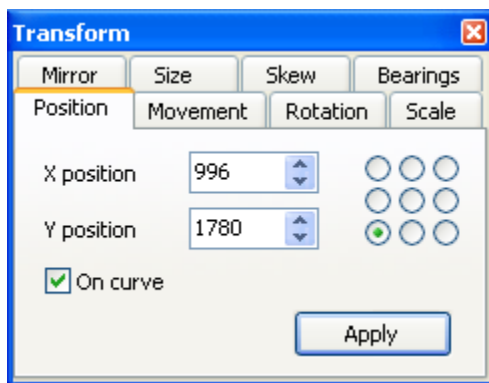 Transform
Mirror Size Skew Bearings
Position Movement Rotation Scale
X position 996
Y position 1780
On curve
Apply